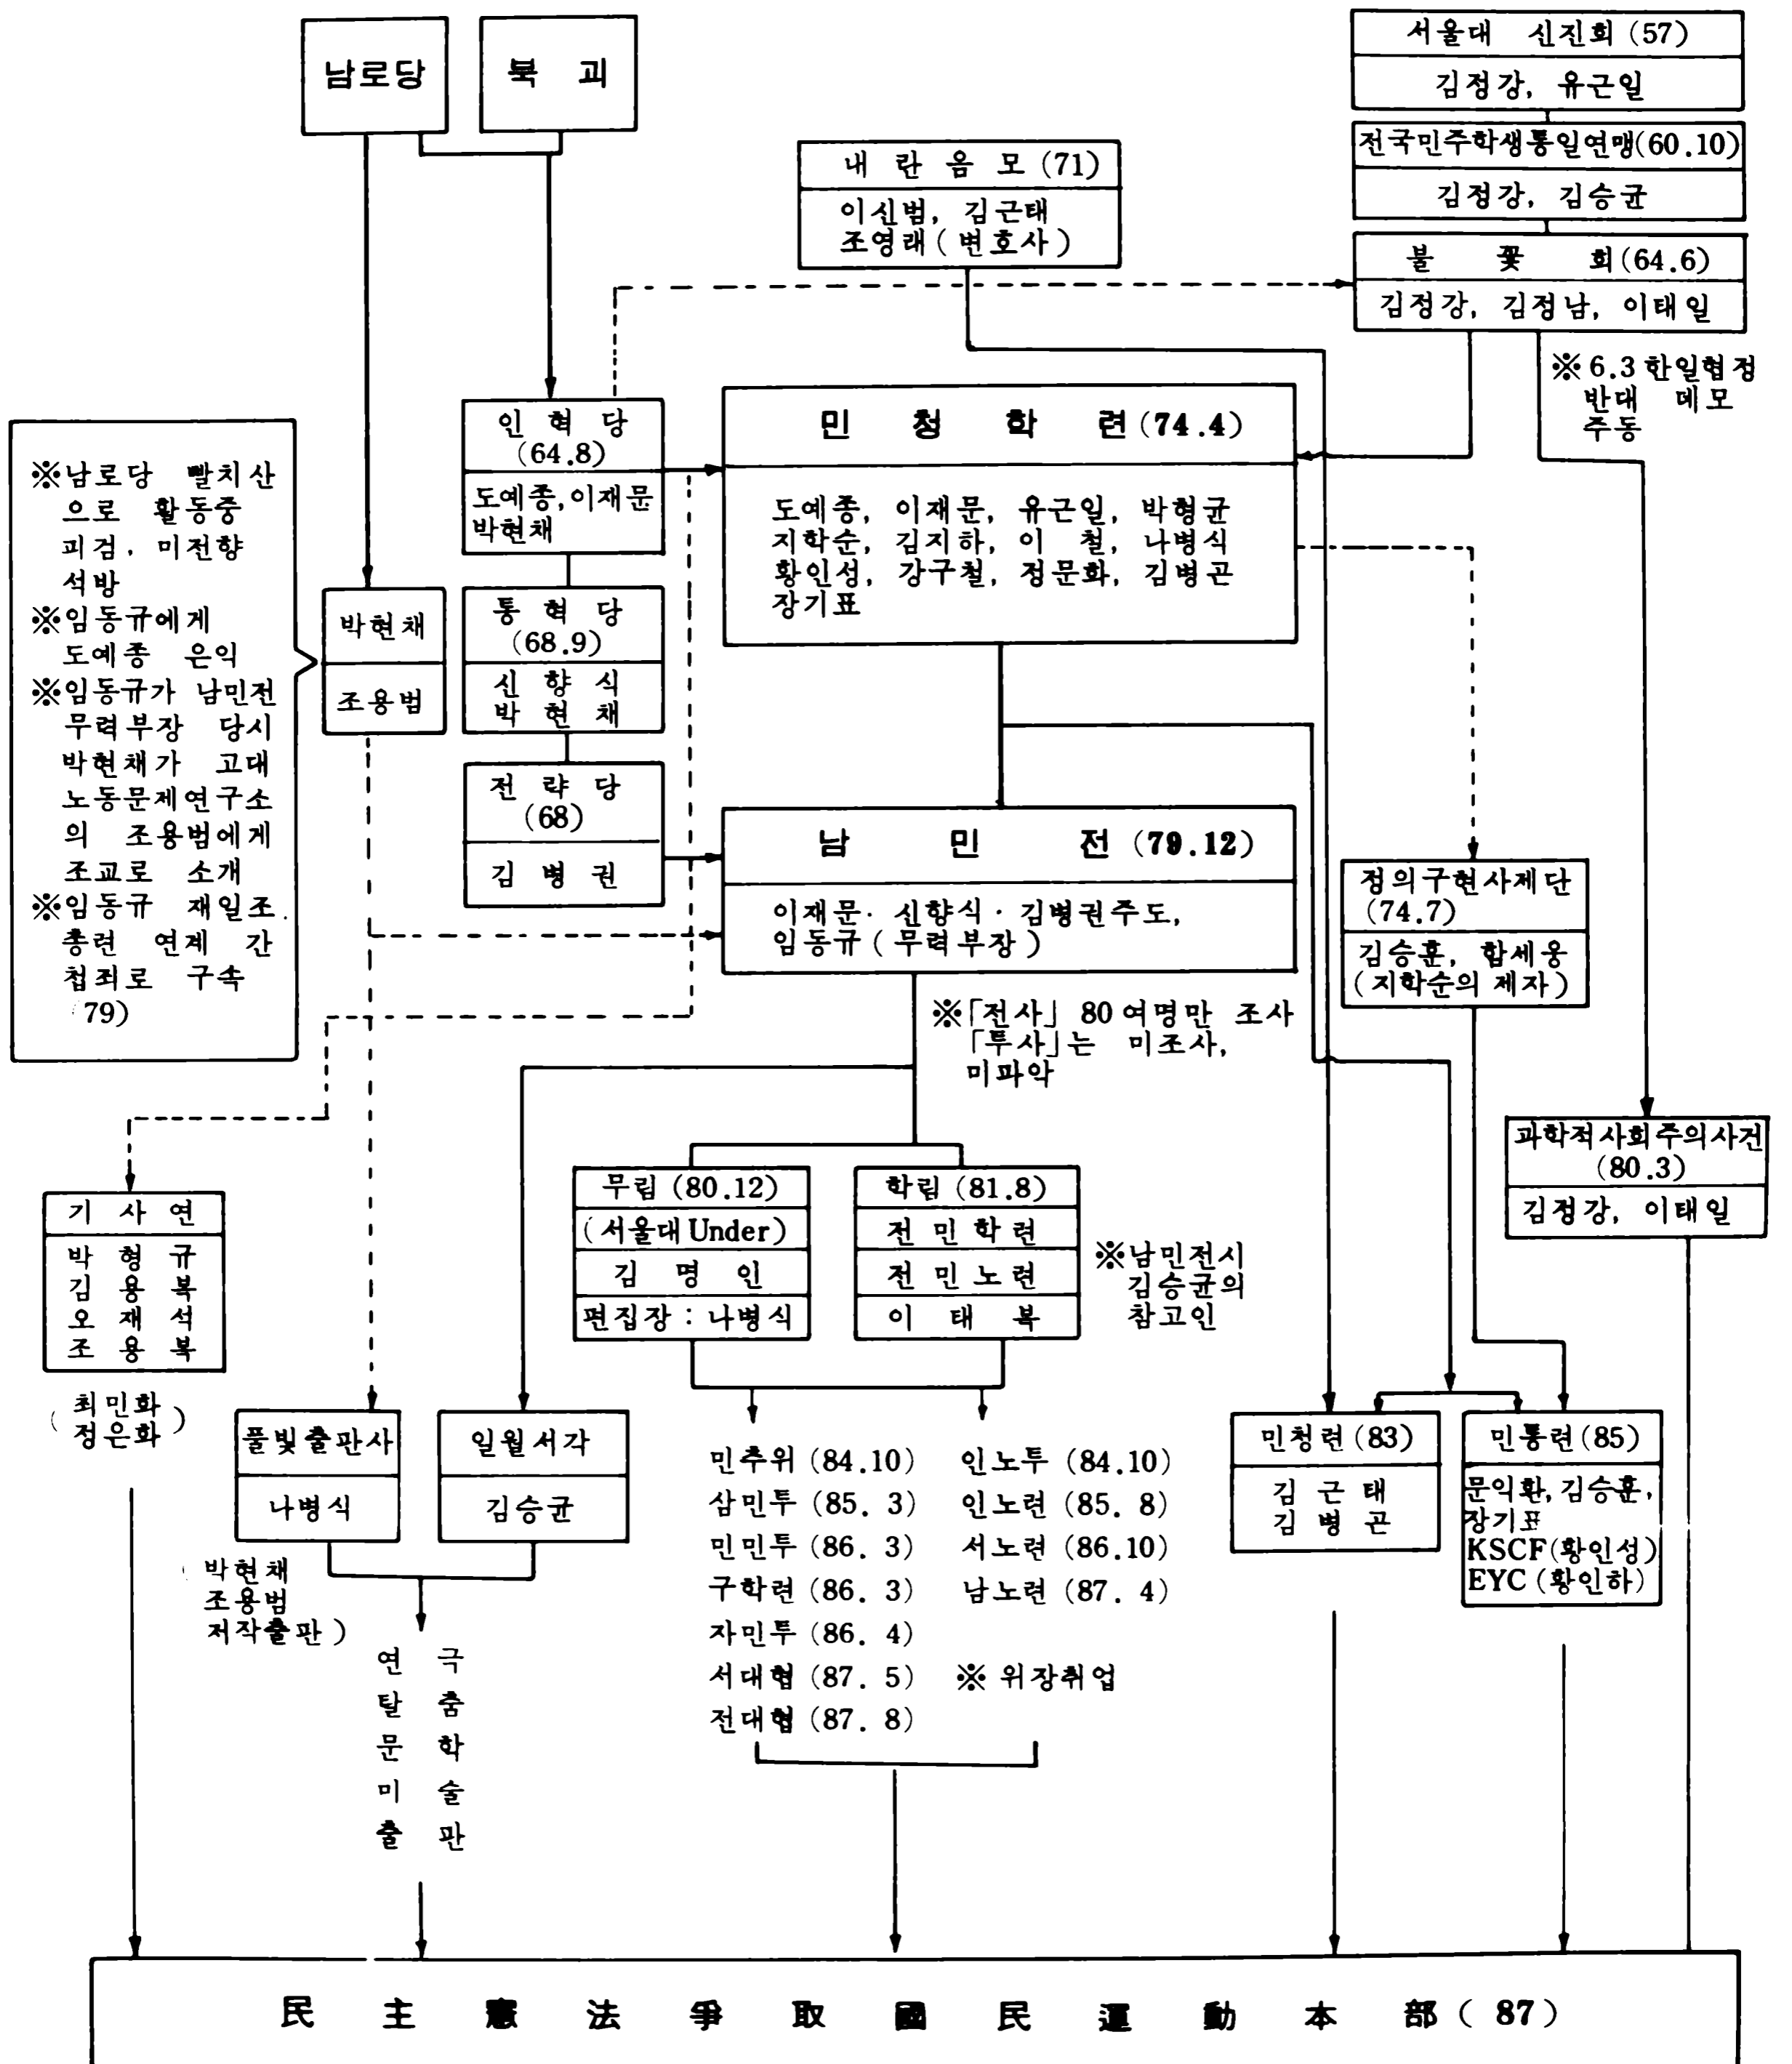 남로당
북 괴
서울대 신진회 (57)
김정강, 유근일
전국민주학생통일연맹(60.10)
김정강, 김승균
불 꽃 회(64.6)
김정강, 김정남, 이태일
※6.3 한일협정
반대 데모
주동
내 란 음 모 (71)
이신범, 김근태
조영래(변호사)
인 혁 당
(64.8)
도예종,이재문
박현채
민 청 학 련 (74.4)
도예종, 이재문, 유근일, 박형균
지학순, 김지하, 이 철, 나병식
황인성, 강구철, 정문화, 김병곤
장기표
※남로당 빨치산
으로 활동중
피검, 미전향
석방
※임동규에게
도예종 은익
※임동규가 남민전
무력부장 당시
박현채가 고대
노동문제연구소
의 조용범에게
조교로 소개
※임동규 재일조
총련 연계 간
첩죄로 구속
(79)
박현채
조용범
통 혁 당
(68.9)
신 향 식
박 현 채
전 략 당
(68)
김 병 권
남 민 전 (79.12)
이재문·신향식·김병권주도,
임동규(무력부장)
※「전사」 80여명만 조사
「투사」는 미조사,
미파악
정의구현사제단
(74.7)
김승훈, 함세웅
(지학순의 제자)
과학적사회주의사건
(80.3)
김정강, 이태일
기 사 연
박 형 규
김 용 복
오 재 석
조 용 복
(최민화
정은화)
무림 (80.12)
(서울대 Under)
김 명 인
편집장 : 나병식
학림 (81.8)
전 민 학 련
전 민 노 련
이 태 복
※남민전시
김승균의
참고인
풀빛출판사
나병식
(박현채
조용범
저작출판)
일월서각
김승균
연 극
탈 춤
문 학
미 술
출 판
민추위 (84.10)
삼민투 (85. 3)
민민투 (86. 3)
구학련 (86. 3)
자민투 (86. 4)
서대협 (87. 5)
전대협 (87. 8)
인노투 (84.10)
인노련 (85. 8)
서노련 (86.10)
남노련 (87. 4)
※ 위장취업
민청련 (83)
김 근 태
김 병 곤
민통련 (85)
문익환, 김승훈,
장기표
KSCF(황인성)
EYC (황인하)
民 主 憲 法 爭 取 國 民 運 動 本 部 ( 87 )